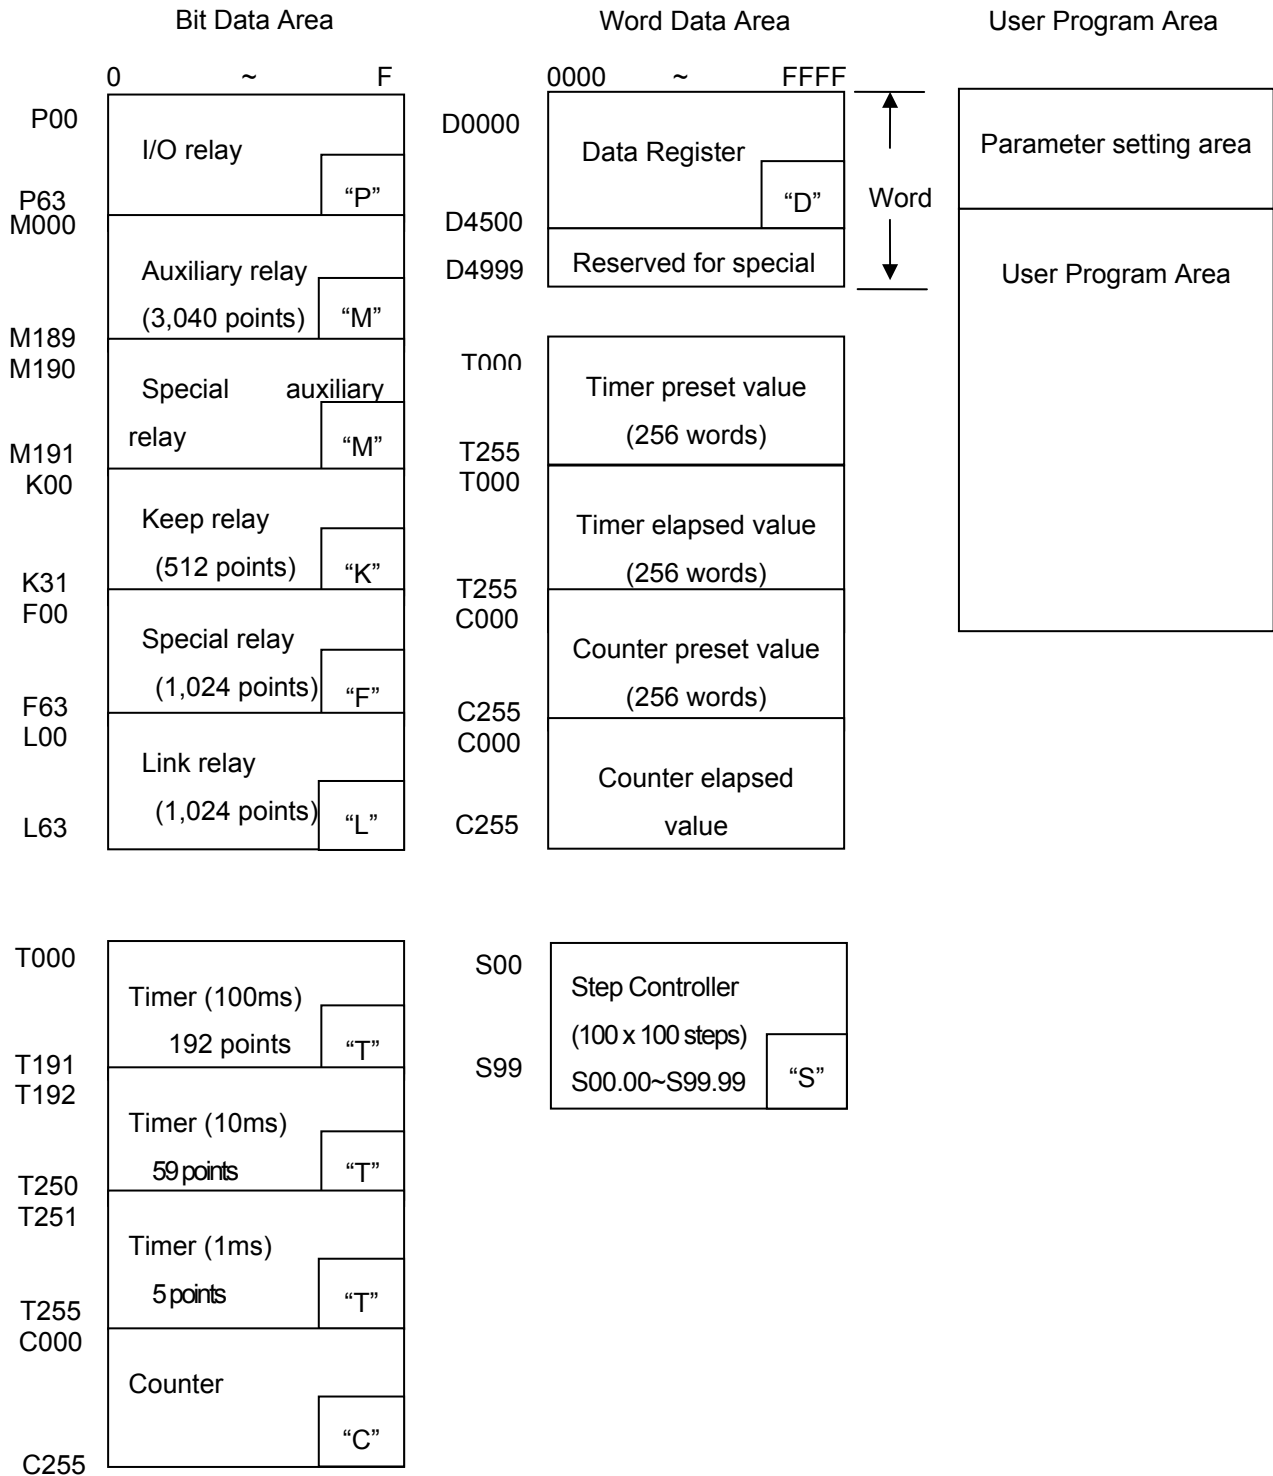 Bit Data Area
0 ~ F
P00
I/O relay
“P”
P63
M000
Auxiliary relay
(3,040 points)
“M”
M189
M190
Special auxiliary
relay
“M”
M191
K00
Keep relay
(512 points)
“K”
K31
F00
Special relay
(1,024 points)
“F”
F63
L00
Link relay
(1,024 points)
“L”
L63
T000
Timer (100ms)
192 points
“T”
T191
T192
Timer (10ms)
59 points
“T”
T250
T251
Timer (1ms)
5 points
“T”
T255
C000
Counter
“C”
C255
Word Data Area
0000 ~ FFFF
D0000
Data Register
“D”
D4500
Reserved for special
D4999
Word
T000
Timer preset value
(256 words)
T255
T000
Timer elapsed value
(256 words)
T255
C000
Counter preset value
(256 words)
C255
C000
Counter elapsed
value
C255
S00
Step Controller
(100 x 100 steps)
S00.00~S99.99
“S”
S99
User Program Area
Parameter setting area
User Program Area